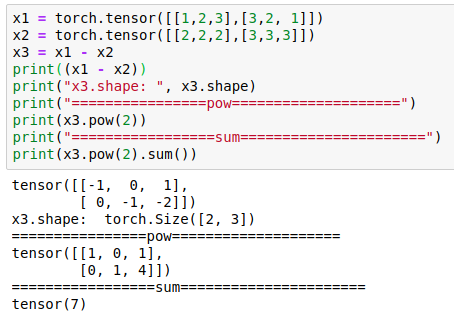 x1 = torch.tensor([[1,2,3],[3,2, 1]])
x2 = torch.tensor([[2,2,2],[3,3,3]])
x3 = x1 - x2
print((x1 - x2))
print("x3.shape: ", x3.shape)
print("================pow====================")
print(x3.pow(2))
print("=================sum======================")
print(x3.pow(2).sum())
tensor([[-1,  0,  1],
        [ 0, -1, -2]])
x3.shape:  torch.Size([2, 3])
================pow====================
tensor([[1, 0, 1],
        [0, 1, 4]])
=================sum======================
tensor(7)